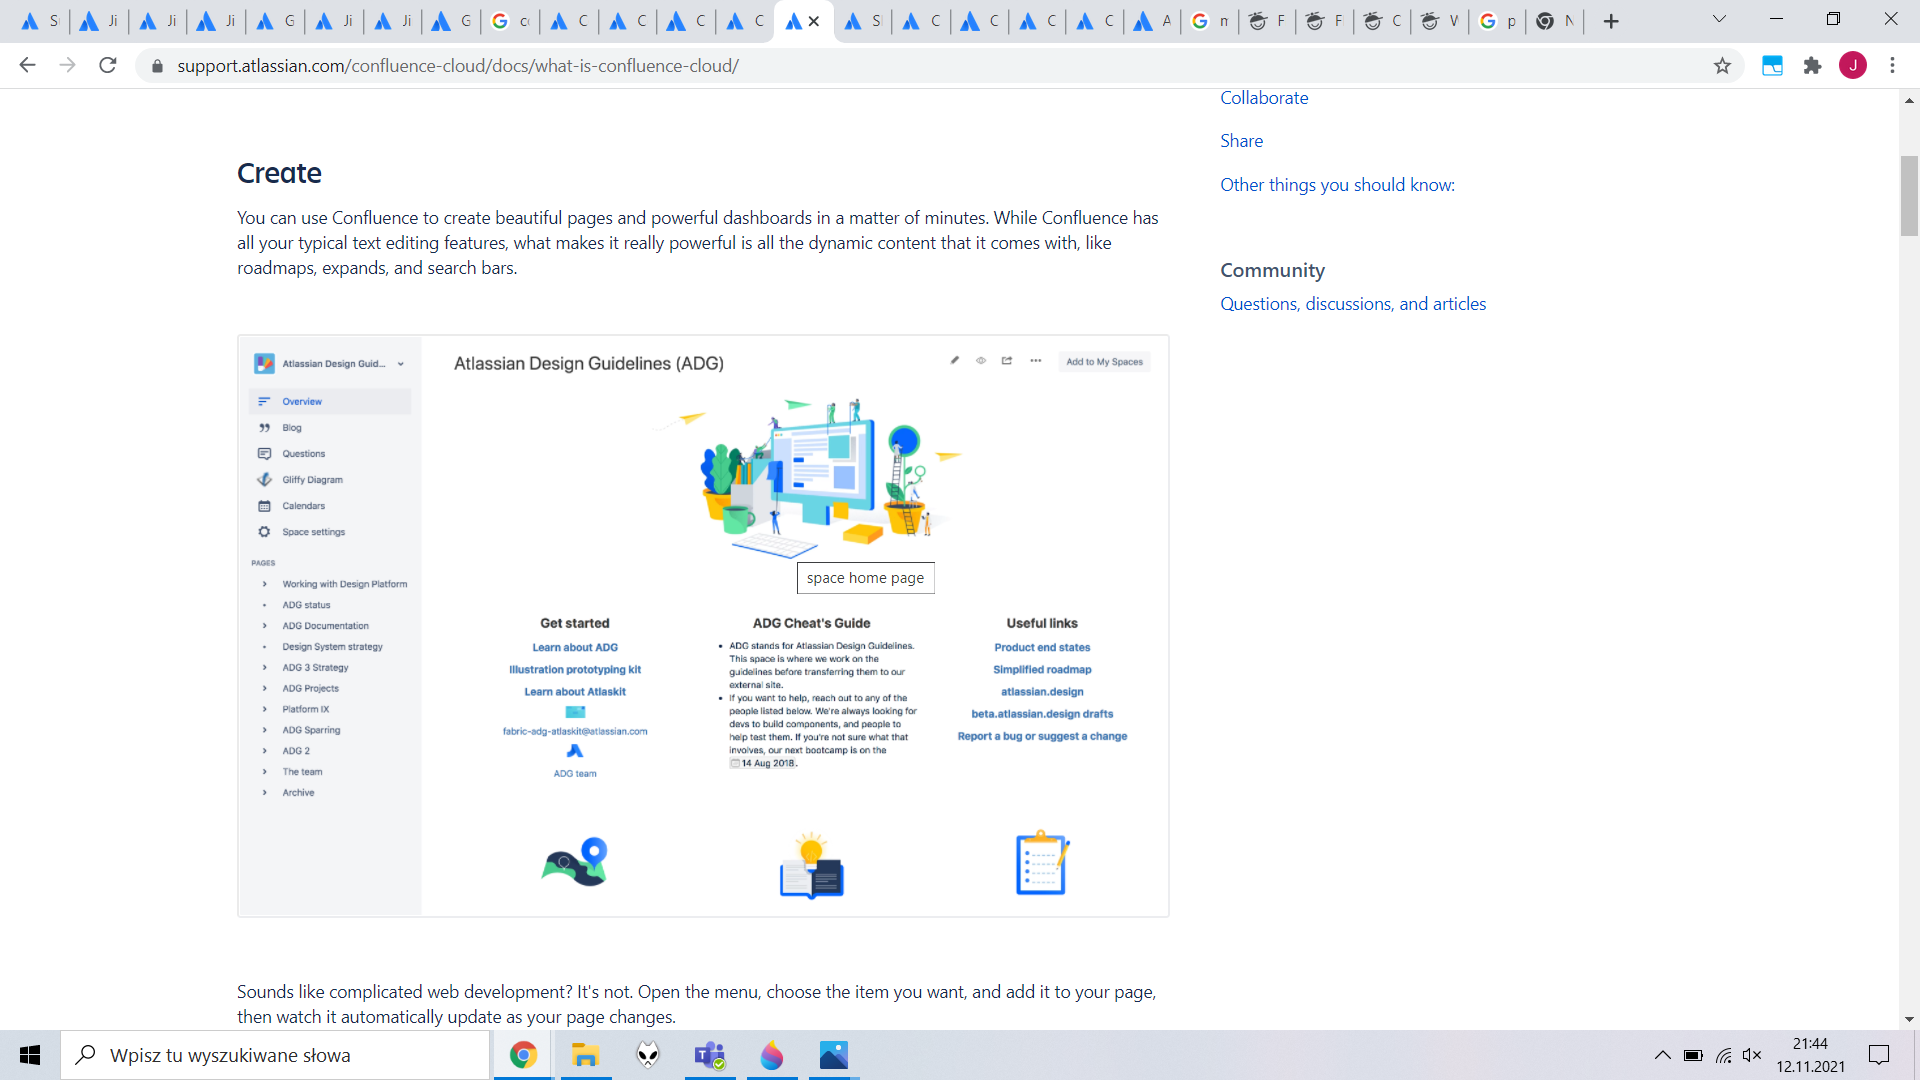 S
Ji
Ji
Ji
G
Ji
Ji
G
C
C
C
C
S
C
C
C
C
A
m
F
F
C
p
N
support.atlassian.com/confluence-cloud/docs/what-is-confluence-cloud/
J
Collaborate
Share
Other things you should know:
Community
Questions, discussions, and articles
Create
You can use Confluence to create beautiful pages and powerful dashboards in a matter of minutes. While Confluence has
all your typical text editing features, what makes it really powerful is all the dynamic content that it comes with, like
roadmaps, expands, and search bars.
Atlassian Design Guid...
Overview
Blog
Questions
Gliffy Diagram
Calendars
Space settings
PAGES
Working with Design Platform
ADG status
ADG Documentation
Design System strategy
ADG 3 Strategy
ADG Projects
Platform IX
ADG Sparring
ADG 2
The team
Archive
Atlassian Design Guidelines (ADG)
Add to My Spaces
space home page
Get started
Learn about ADG
Illustration prototyping kit
Learn about Atlaskit
fabric-adg-atlaskit@atlassian.com
ADG team
ADG Cheat's Guide
• ADG stands for Atlassian Design Guidelines.
This space is where we work on the
guidelines before transferring them to our
external site.
• If you want to help, reach out to any of the
people listed below. We're always looking for
devs to build components, and people to
help test them. If you're not sure what that
involves, our next bootcamp is on the
14 Aug 2018.
Useful links
Product end states
Simplified roadmap
atlassian.design
beta.atlassian.design drafts
Report a bug or suggest a change
Sounds like complicated web development? It's not. Open the menu, choose the item you want, and add it to your page,
then watch it automatically update as your page changes.
Wpisz tu wyszukiwane słowa
21:44
12.11.2021